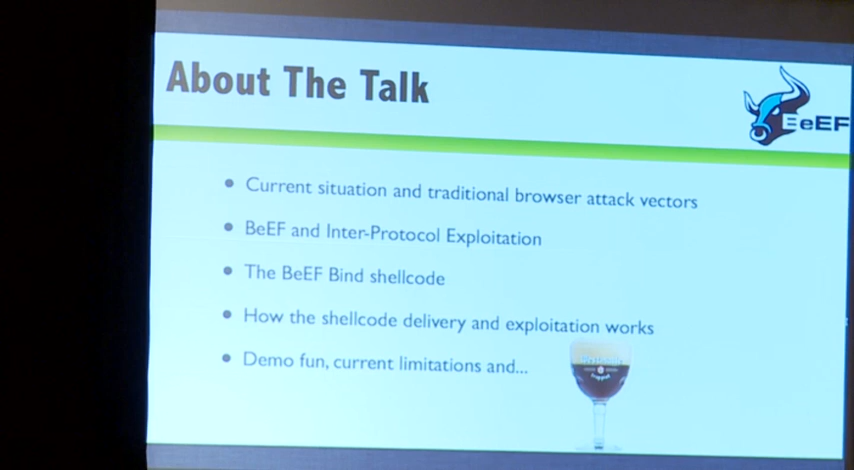 About The Talk
BeEF
Current situation and traditional browser attack vectors
BeEF and Inter-Protocol Exploitation
The BeEF Bind shellcode
How the shellcode delivery and exploitation works
Demo fun, current limitations and...